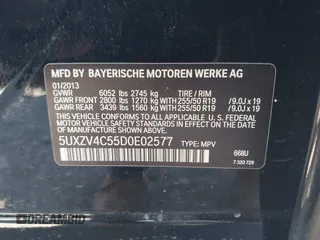 MFD BY BAYERISCHE MOTOREN WERKE AG
01/2013
GVWR 6052 lbs 2745 kg TIRE / RIM
GAWR FRONT 2800 lbs 1270 kg WITH 255/50 R19 / 9.0J x 19
GAWR REAR 3439 lbs 1560 kg WITH 255/50 R19 / 9.0J x 19
THIS VEHICLE CONFORMS TO ALL APPLICABLE U.S. FEDERAL
MOTOR VEHICLE SAFETY STANDARDS IN EFFECT ON THE DATE OF
MANUFACTURE SHOWN ABOVE.
5UXZV4C55D0E02577 TYPE: MPV
668U
7 320 729
DREAMBID